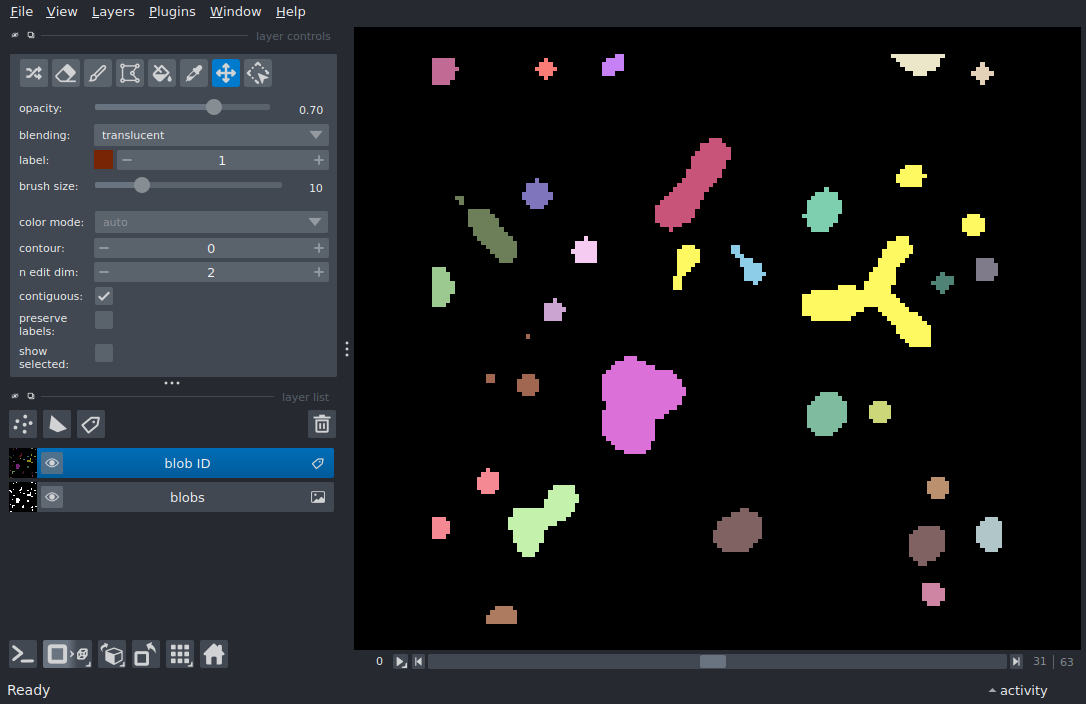 File View Layers Plugins Window Help
layer controls
opacity: 0.70
blending: translucent
label: 1
brush size: 10
color mode: auto
contour: 0
n edit dim: 2
contiguous:
preserve
labels:
show
selected:
layer list
blob ID
blobs
0 31 63
Ready activity